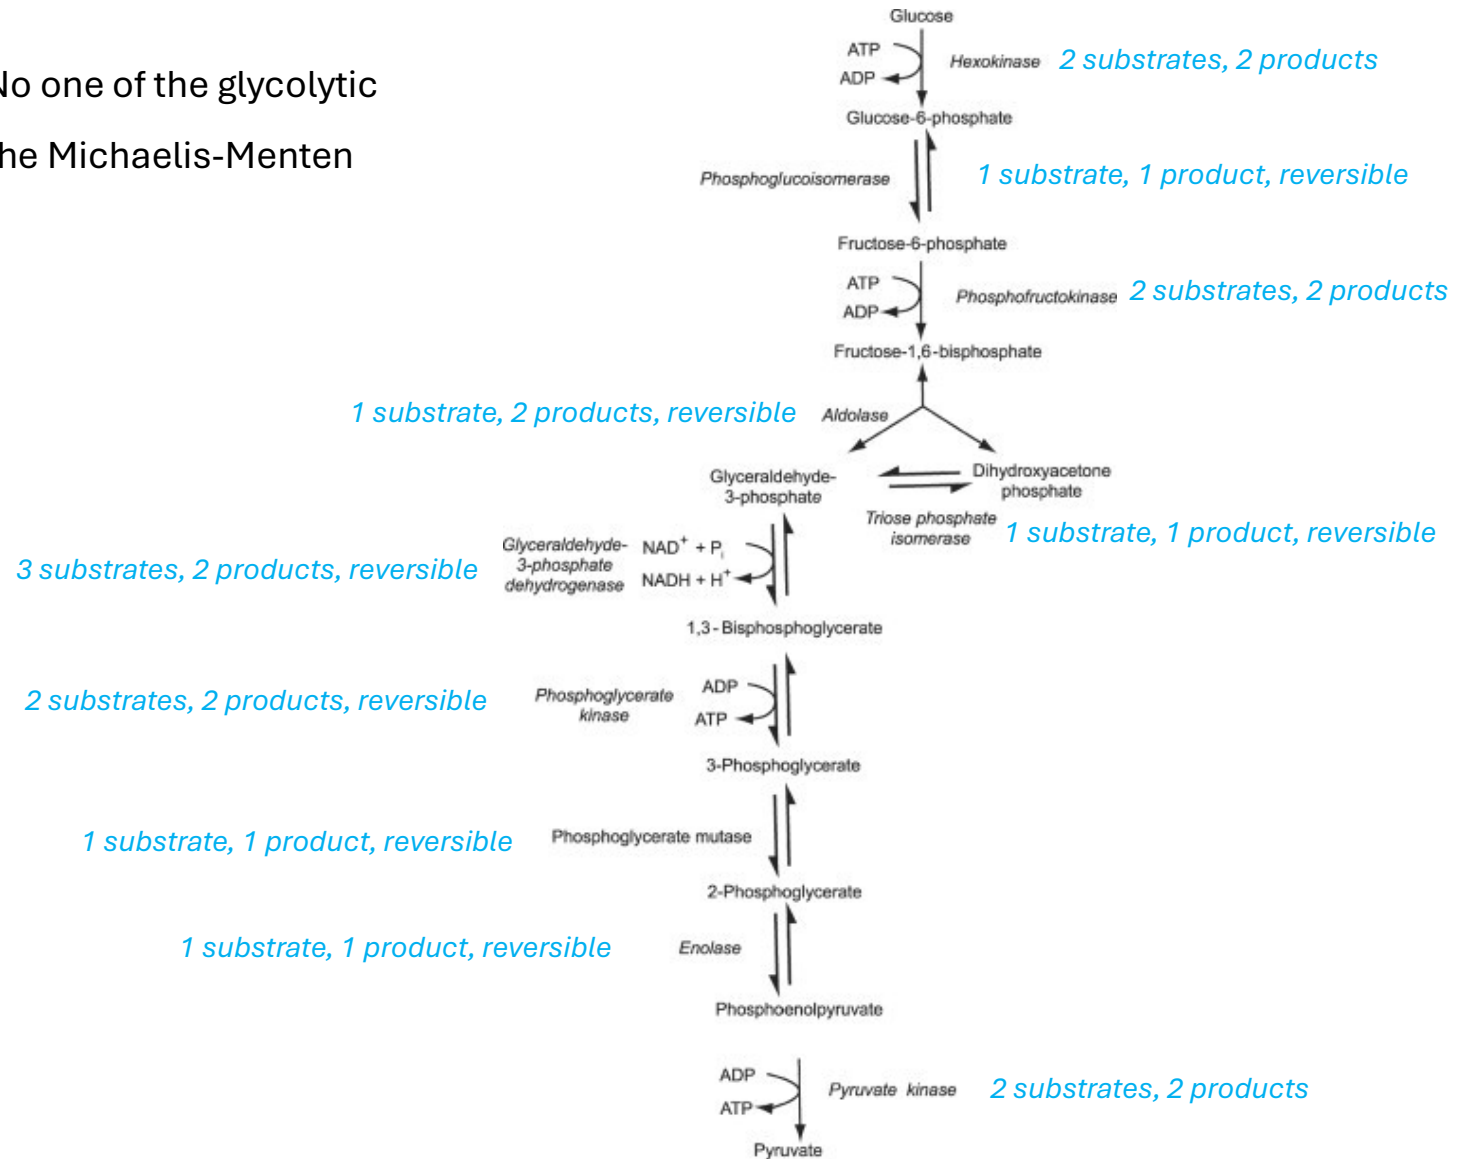 No one of the glycolytic
the Michaelis-Menten
Glucose
ATP
ADP
Hexokinase
2 substrates, 2 products
Glucose-6-phosphate
Phosphoglucoisomerase
1 substrate, 1 product, reversible
Fructose-6-phosphate
ATP
ADP
Phosphofructokinase
2 substrates, 2 products
Fructose-1,6-bisphosphate
1 substrate, 2 products, reversible
Aldolase
Glyceraldehyde-
3-phosphate
Dihydroxyacetone
phosphate
Triose phosphate
isomerase
1 substrate, 1 product, reversible
3 substrates, 2 products, reversible
Glyceraldehyde-
3-phosphate
dehydrogenase
NAD⁺ + Pᵢ
NADH + H⁺
1,3-Bisphosphoglycerate
2 substrates, 2 products, reversible
Phosphoglycerate
kinase
ADP
ATP
3-Phosphoglycerate
1 substrate, 1 product, reversible
Phosphoglycerate mutase
2-Phosphoglycerate
1 substrate, 1 product, reversible
Enolase
Phosphoenolpyruvate
ADP
ATP
Pyruvate kinase
2 substrates, 2 products
Pyruvate